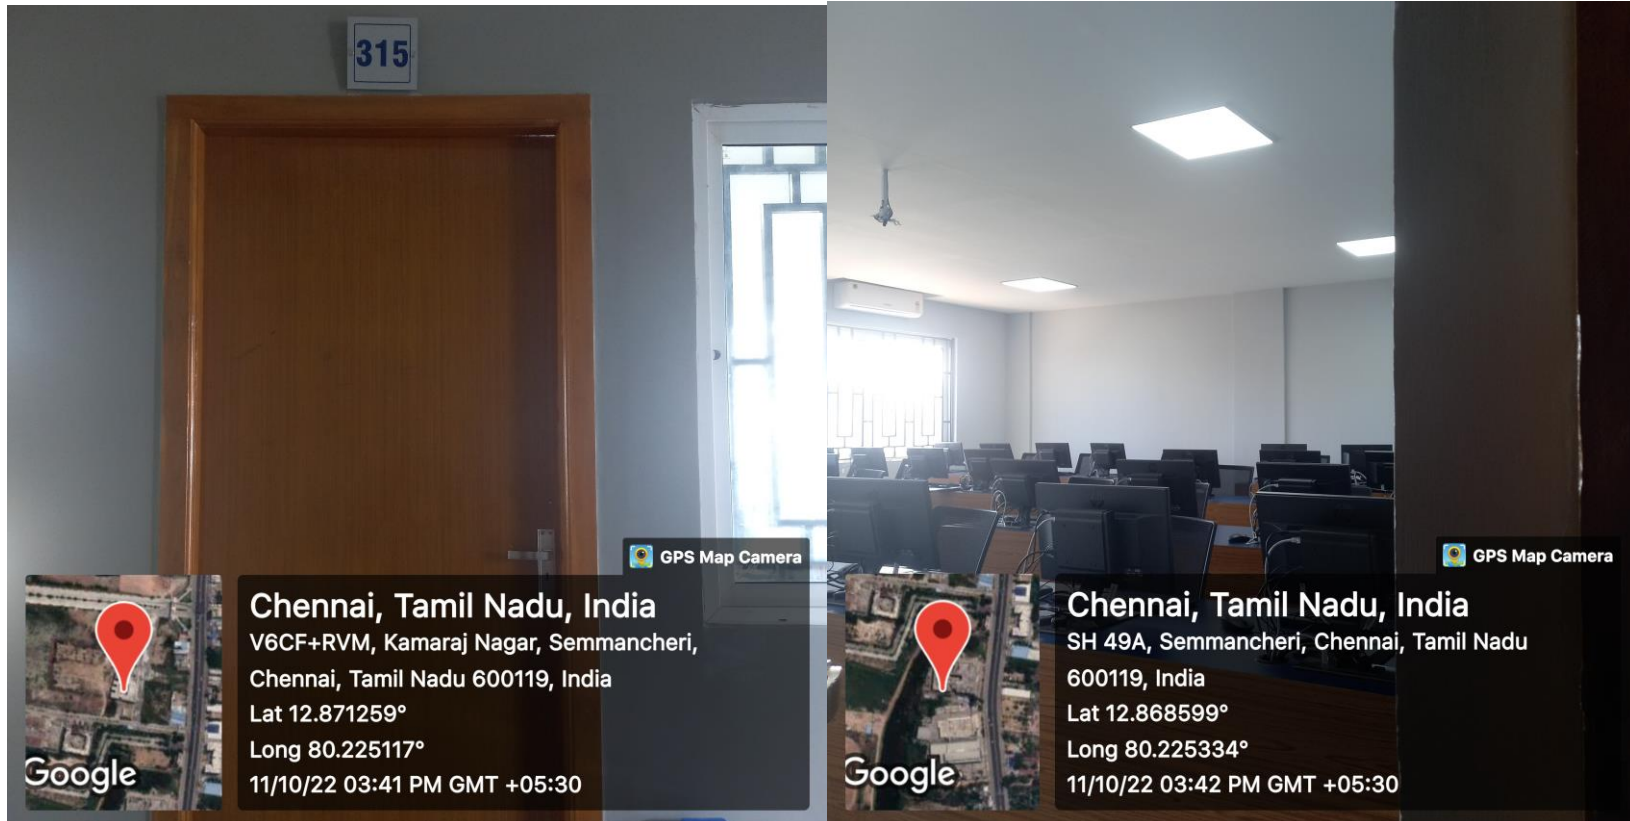 315
GPS Map Camera
Chennai, Tamil Nadu, India
V6CF+RVM, Kamaraj Nagar, Semmancheri,
Chennai, Tamil Nadu 600119, India
Lat 12.871259°
Long 80.225117°
11/10/22 03:41 PM GMT +05:30
Google
GPS Map Camera
Chennai, Tamil Nadu, India
SH 49A, Semmancheri, Chennai, Tamil Nadu
600119, India
Lat 12.868599°
Long 80.225334°
11/10/22 03:42 PM GMT +05:30
Google